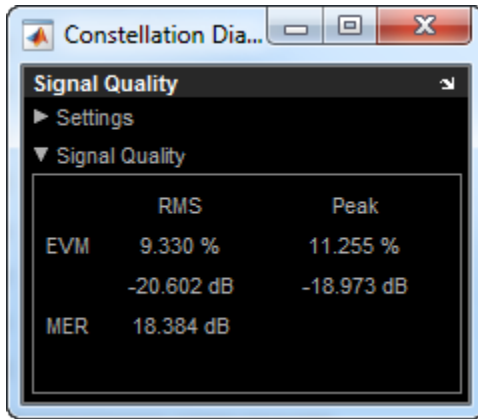 Constellation Dia...
Signal Quality
Settings
Signal Quality
RMS Peak
EVM 9.330 % 11.255 %
-20.602 dB -18.973 dB
MER 18.384 dB